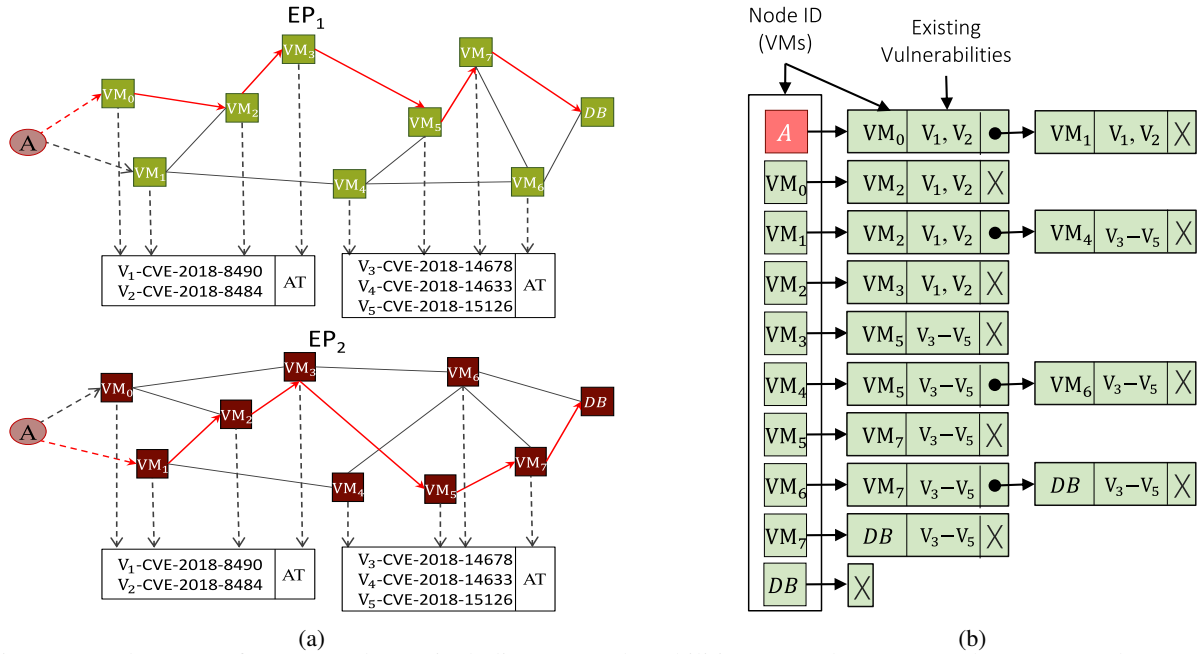 EP₁
VM₃
VM₇
VM₀
VM₂
DB
VM₅
A
VM₁
VM₄
VM₆
V₁-CVE-2018-8490
V₂-CVE-2018-8484
AT
V₃-CVE-2018-14678
V₄-CVE-2018-14633
V₅-CVE-2018-15126
AT
EP₂
VM₃
VM₆
VM₀
DB
VM₂
A
VM₁
VM₇
VM₄
VM₅
V₁-CVE-2018-8490
V₂-CVE-2018-8484
AT
V₃-CVE-2018-14678
V₄-CVE-2018-14633
V₅-CVE-2018-15126
AT
(a)
Node ID
(VMs)
Existing
Vulnerabilities
A VM₀ V₁, V₂ VM₁ V₁, V₂ X
VM₀ VM₂ V₁, V₂ X
VM₁ VM₂ V₁, V₂ VM₄ V₃–V₅ X
VM₂ VM₃ V₁, V₂ X
VM₃ VM₅ V₃–V₅ X
VM₄ VM₅ V₃–V₅ VM₆ V₃–V₅ X
VM₅ VM₇ V₃–V₅ X
VM₆ VM₇ V₃–V₅ DB V₃–V₅ X
VM₇ DB V₃–V₅ X
DB X
(b)